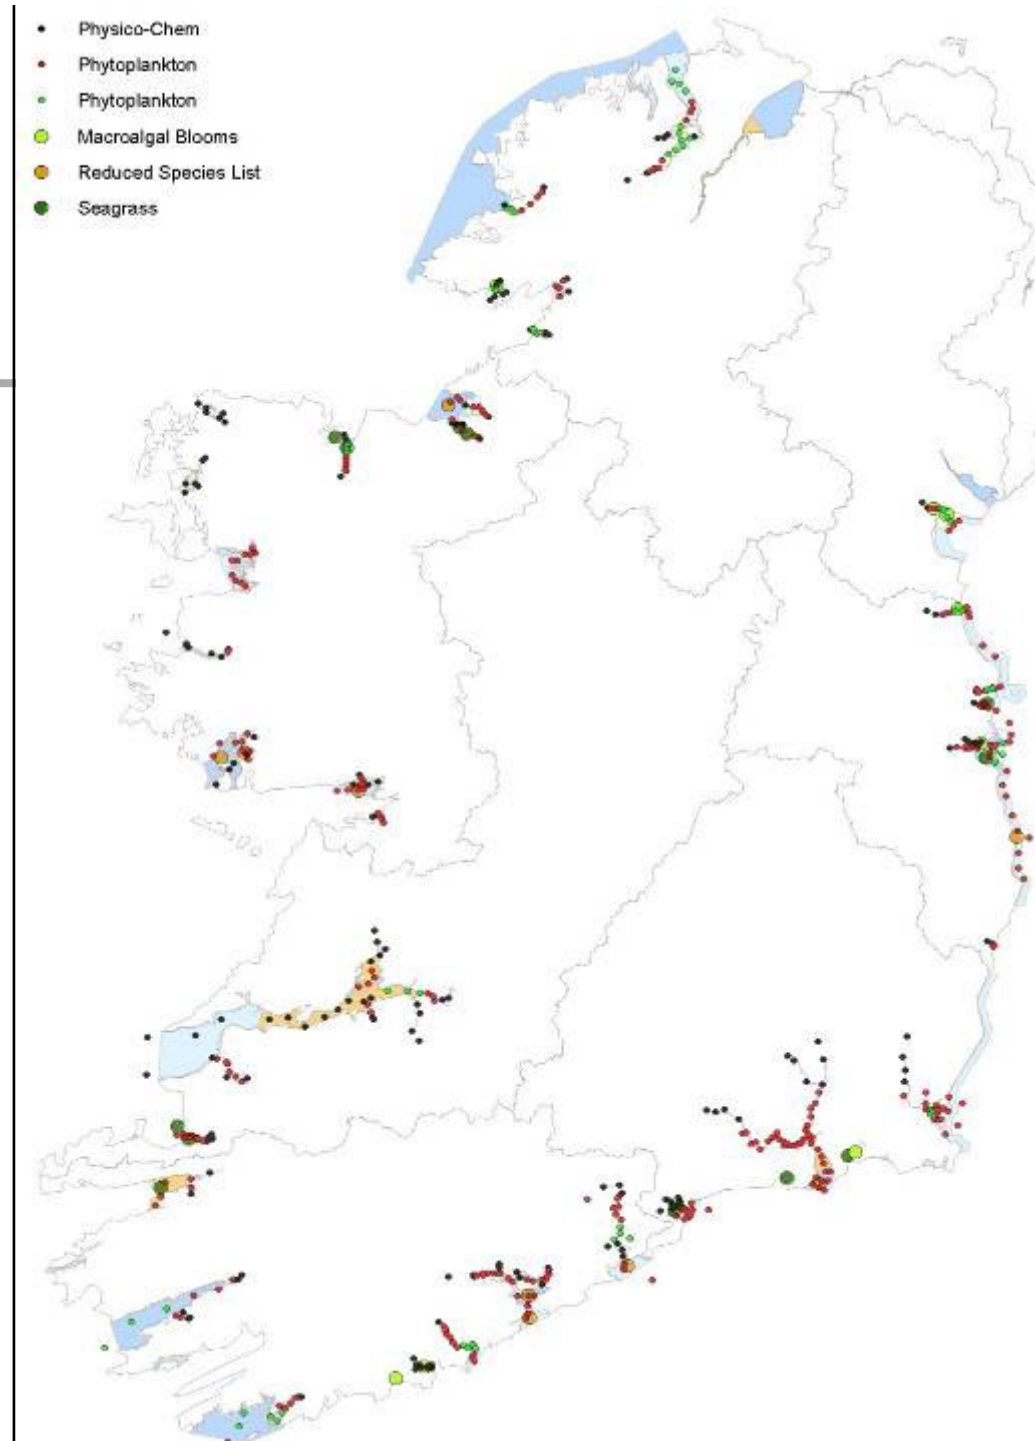 Physico-Chem
Phytoplankton
Phytoplankton
Macroalgal Blooms
Reduced Species List
Seagrass